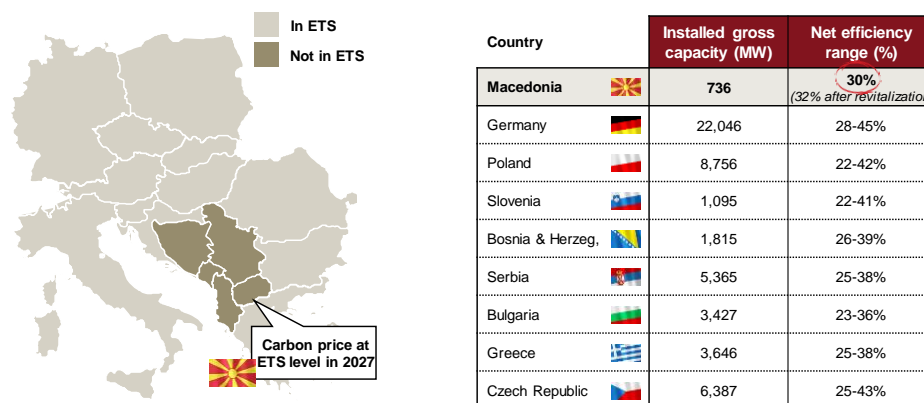 In ETS
Not in ETS
Carbon price at
ETS level in 2027
Country
Installed gross
capacity (MW)
Net efficiency
range (%)
Macedonia 736 30%
(32% after revitalization
Germany 22,046 28-45%
Poland 8,756 22-42%
Slovenia 1,095 22-41%
Bosnia & Herzeg, 1,815 26-39%
Serbia 5,365 25-38%
Bulgaria 3,427 23-36%
Greece 3,646 25-38%
Czech Republic 6,387 25-43%